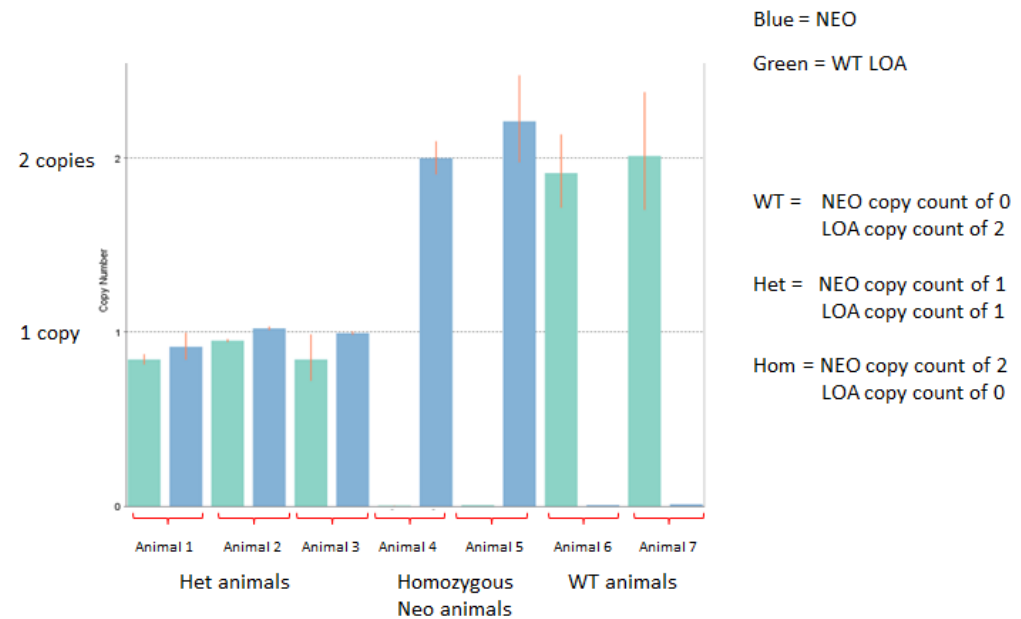 Blue = NEO
Green = WT LOA
2 copies
2
Copy Number
1 copy
1
0
WT = NEO copy count of 0
LOA copy count of 2
Het = NEO copy count of 1
LOA copy count of 1
Hom = NEO copy count of 2
LOA copy count of 0
Animal 1 Animal 2 Animal 3 Animal 4 Animal 5 Animal 6 Animal 7
Het animals
Homozygous
Neo animals
WT animals